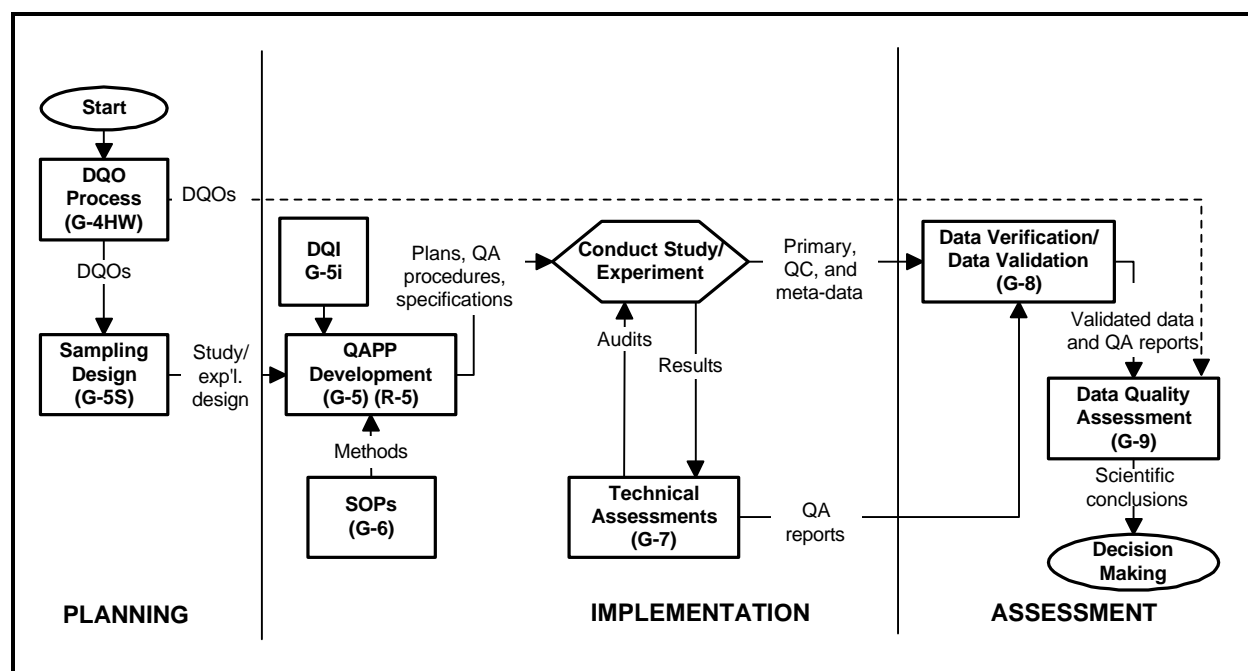 Start
DQO
Process
(G-4HW)
DQOs
DQOs
Sampling
Design
(G-5S)
Study/
exp'l.
design
DQI
G-5i
QAPP
Development
(G-5) (R-5)
Methods
SOPs
(G-6)
Plans, QA
procedures,
specifications
Conduct Study/
Experiment
Audits
Results
Technical
Assessments
(G-7)
Primary,
QC, and
meta-data
QA
reports
Data Verification/
Data Validation
(G-8)
Validated data
and QA reports
Data Quality
Assessment
(G-9)
Scientific
conclusions
Decision
Making
PLANNING
IMPLEMENTATION
ASSESSMENT